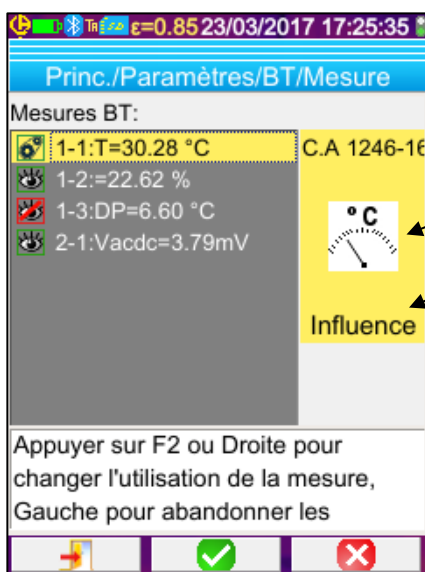 ε=0.85 23/03/2017 17:25:35
Princ./Paramètres/BT/Mesure
Mesures BT:
1-1:T=30.28 °C
1-2:=22.62 %
1-3:DP=6.60 °C
2-1:Vacdc=3.79mV
C.A 1246-16
°C
Influence
Appuyer sur F2 ou Droite pour
changer l'utilisation de la mesure,
Gauche pour abandonner les